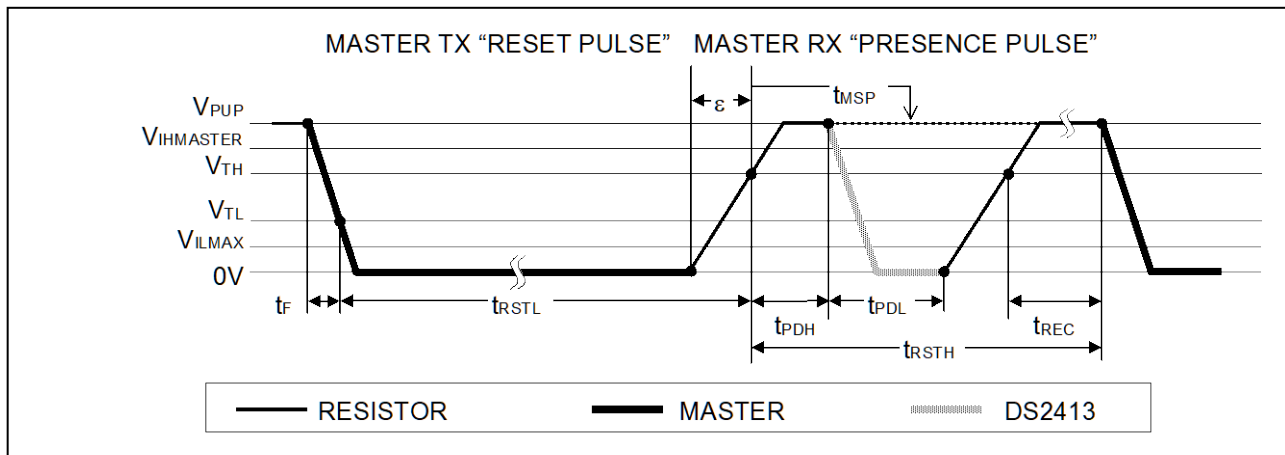 MASTER TX “RESET PULSE” MASTER RX “PRESENCE PULSE”
ε tMSP
VPUP
VIHMASTER
VTH
VTL
VILMAX
0V
tF tRSTL tPDH tPDL tREC
tRSTH
RESISTOR MASTER DS2413